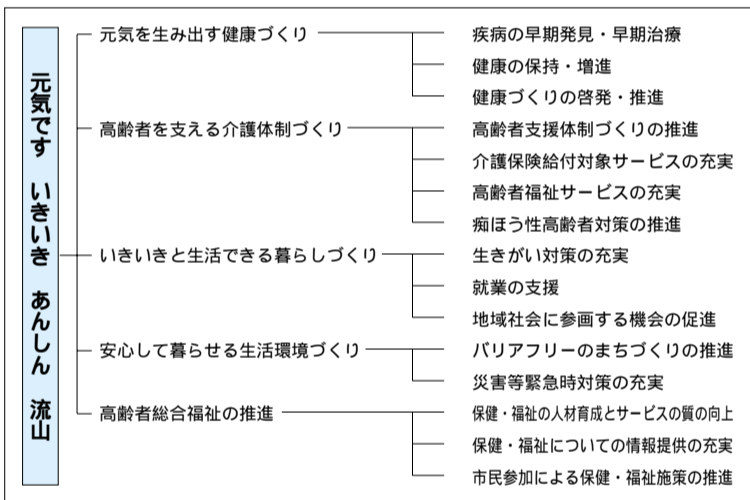 元気です いきいき あんしん 流山
元気を生み出す健康づくり
疾病の早期発見・早期治療
健康の保持・増進
健康づくりの啓発・推進
高齢者を支える介護体制づくり
高齢者支援体制づくりの推進
介護保険給付対象サービスの充実
高齢者福祉サービスの充実
痴ほう性高齢者対策の推進
いきいきと生活できる暮らしづくり
生きがい対策の充実
就業の支援
地域社会に参画する機会の促進
安心して暮らせる生活環境づくり
バリアフリーのまちづくりの推進
災害等緊急時対策の充実
高齢者総合福祉の推進
保健・福祉の人材育成とサービスの質の向上
保健・福祉についての情報提供の充実
市民参加による保健・福祉施策の推進